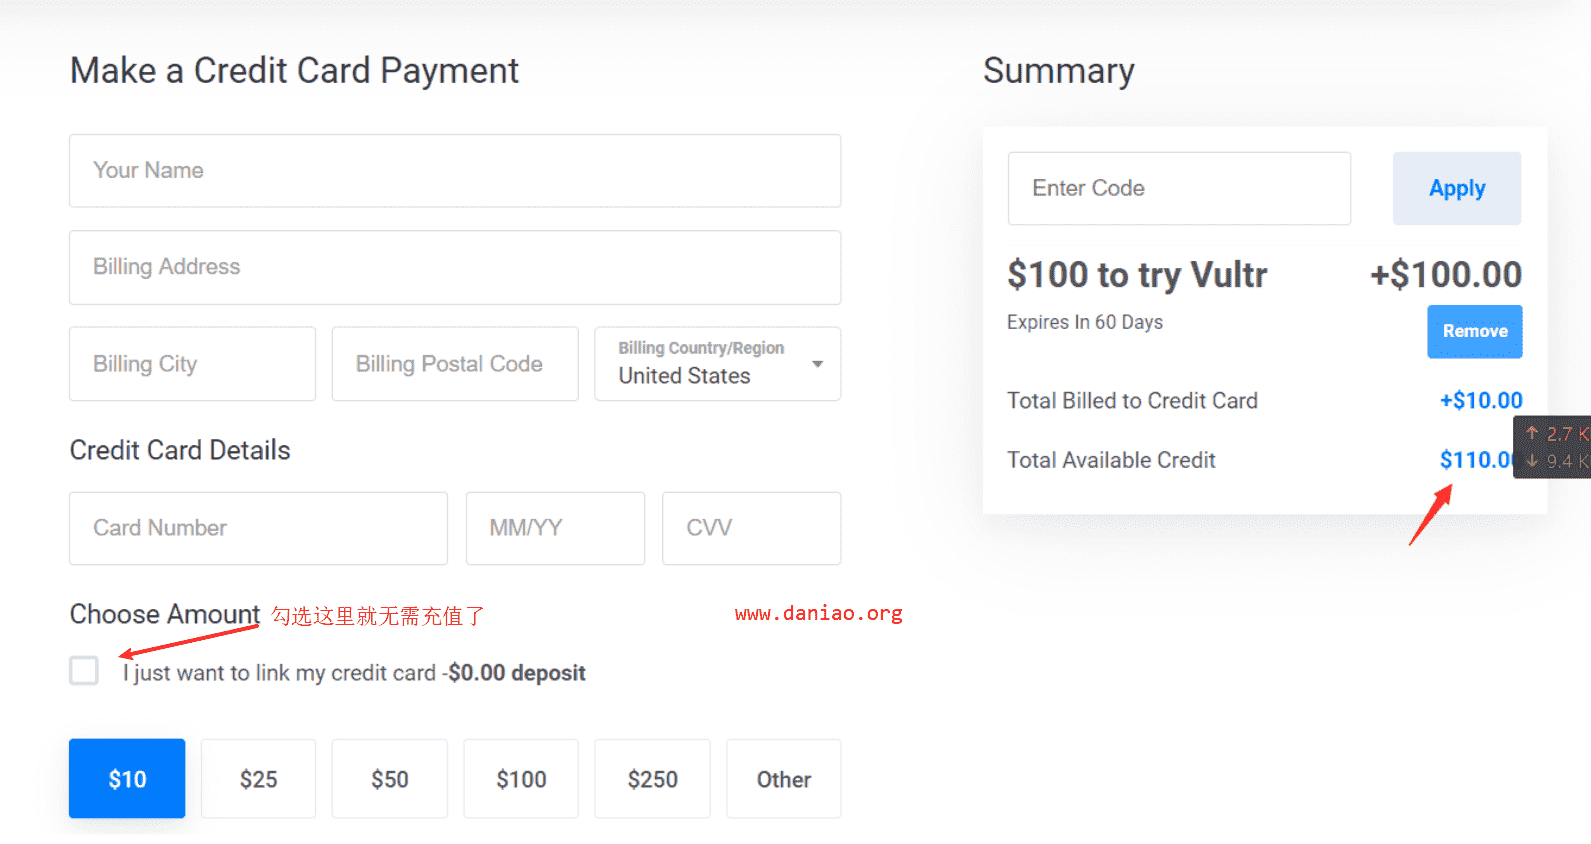 Make a Credit Card Payment
Your Name
Billing Address
Billing City
Billing Postal Code
Billing Country/Region
United States
Credit Card Details
Card Number
MM/YY
CVV
Choose Amount
勾选这里就无需充值了
www.daniao.org
I just want to link my credit card -$0.00 deposit
$10
$25
$50
$100
$250
Other
Summary
Enter Code
Apply
$100 to try Vultr
+$100.00
Expires In 60 Days
Remove
Total Billed to Credit Card
+$10.00
↑ 2.7 K
Total Available Credit
$110.0
↓ 9.4 K